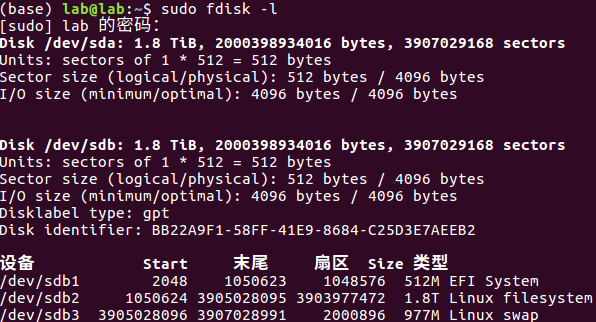 (base) lab@lab:~$ sudo fdisk -l
[sudo] lab 的密码：
Disk /dev/sda: 1.8 TiB, 2000398934016 bytes, 3907029168 sectors
Units: sectors of 1 * 512 = 512 bytes
Sector size (logical/physical): 512 bytes / 4096 bytes
I/O size (minimum/optimal): 4096 bytes / 4096 bytes
Disk /dev/sdb: 1.8 TiB, 2000398934016 bytes, 3907029168 sectors
Units: sectors of 1 * 512 = 512 bytes
Sector size (logical/physical): 512 bytes / 4096 bytes
I/O size (minimum/optimal): 4096 bytes / 4096 bytes
Disklabel type: gpt
Disk identifier: BB22A9F1-58FF-41E9-8684-C25D3E7AEEB2
设备 Start 末尾 扇区 Size 类型
/dev/sdb1 2048 1050623 1048576 512M EFI System
/dev/sdb2 1050624 3905028095 3903977472 1.8T Linux filesystem
/dev/sdb3 3905028096 3907028991 2000896 977M Linux swap